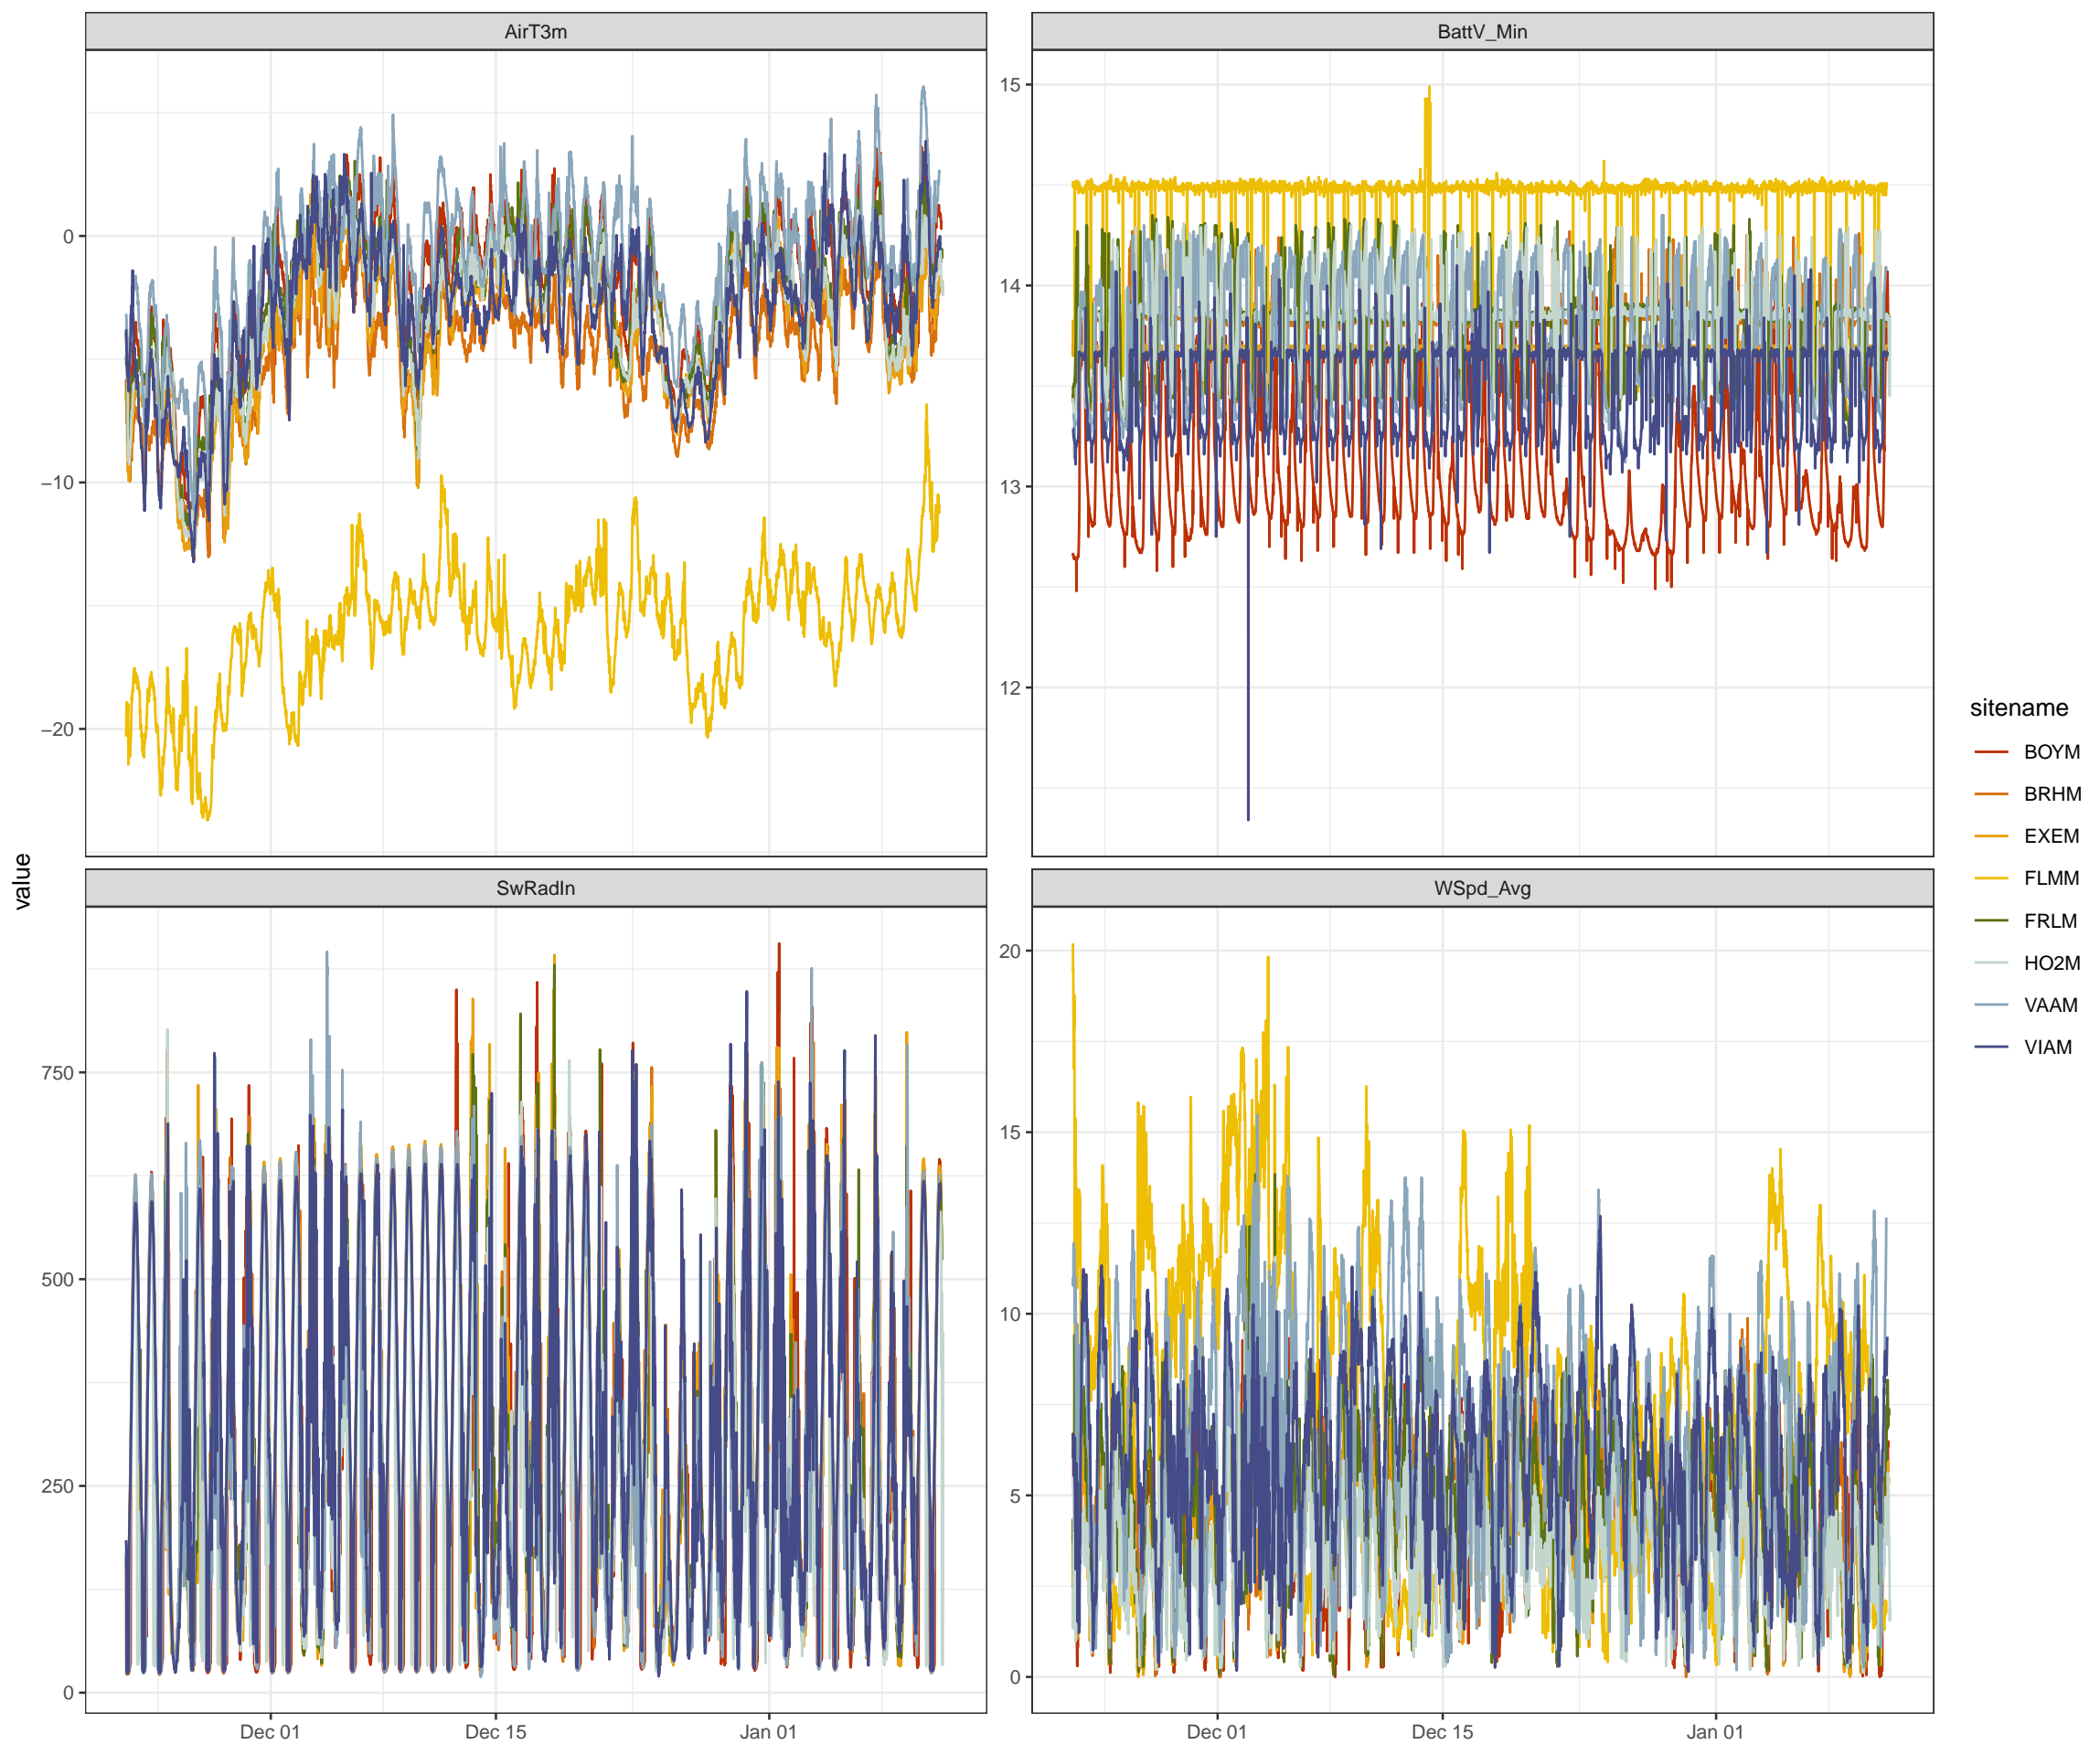 AirT3m
BattV_Min
0
−10
−20
15
14
13
12
value
SwRadIn
WSpd_Avg
750
500
250
0
20
15
10
5
0
Dec 01
Dec 15
Jan 01
Dec 01
Dec 15
Jan 01
sitename
BOYM
BRHM
EXEM
FLMM
FRLM
HO2M
VAAM
VIAM